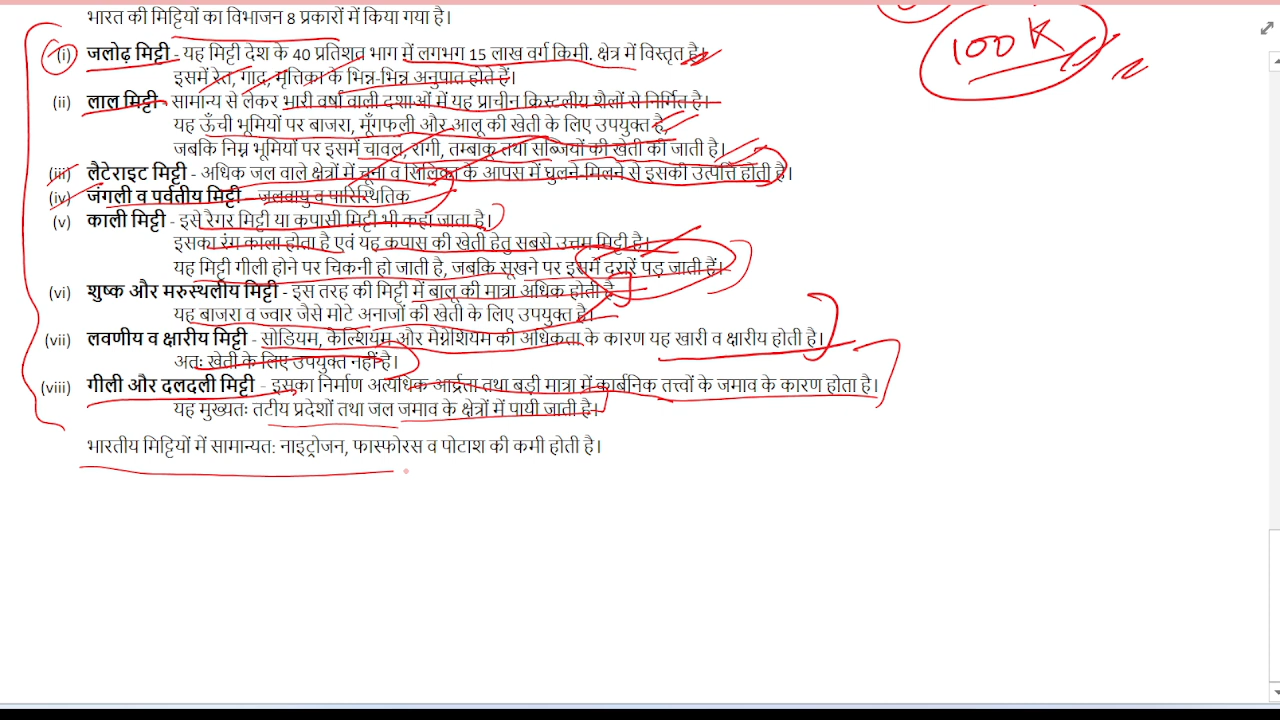 भारत की मिट्टियों का विभाजन 8 प्रकारों में किया गया है।
100 K
(i) जलोढ़ मिट्टी - यह मिट्टी देश के 40 प्रतिशत भाग में लगभग 15 लाख वर्ग किमी. क्षेत्र में विस्तृत है।
इसमें रेत, गाद, मृत्तिका के भिन्न-भिन्न अनुपात होते हैं।
(ii) लाल मिट्टी - सामान्य से लेकर भारी वर्षा वाली दशाओं में यह प्राचीन क्रिस्टलीय शैलों से निर्मित है।
यह ऊँची भूमियों पर बाजरा, मूँगफली और आलू की खेती के लिए उपयुक्त है,
जबकि निम्न भूमियों पर इसमें चावल, रागी, तम्बाकू तथा सब्जियों की खेती की जाती है।
(iii) लैटेराइट मिट्टी - अधिक जल वाले क्षेत्रों में चूना व सिलिका के आपस में घुलने-मिलने से इसकी उत्पत्ति होती है।
(iv) जंगली व पर्वतीय मिट्टी - जलवायु व पारिस्थितिक
(v) काली मिट्टी - इसे रेगर मिट्टी या कपासी मिट्टी भी कहा जाता है।
इसका रंग काला होता है एवं यह कपास की खेती हेतु सबसे उत्तम मिट्टी है।
यह मिट्टी गीली होने पर चिकनी हो जाती है, जबकि सूखने पर इसमें दरारें पड़ जाती हैं।
(vi) शुष्क और मरुस्थलीय मिट्टी - इस तरह की मिट्टी में बालू की मात्रा अधिक होती है
यह बाजरा व ज्वार जैसे मोटे अनाजों की खेती के लिए उपयुक्त है।
(vii) लवणीय व क्षारीय मिट्टी - सोडियम, कैल्शियम और मैग्नेशियम की अधिकता के कारण यह खारी व क्षारीय होती है।
अतः खेती के लिए उपयुक्त नहीं है।
(viii) गीली और दलदली मिट्टी - इसका निर्माण अत्यधिक आर्द्रता तथा बड़ी मात्रा में कार्बनिक तत्त्वों के जमाव के कारण होता है।
यह मुख्यतः तटीय प्रदेशों तथा जल जमाव के क्षेत्रों में पायी जाती है।
भारतीय मिट्टियों में सामान्यत: नाइट्रोजन, फास्फोरस व पोटाश की कमी होती है।